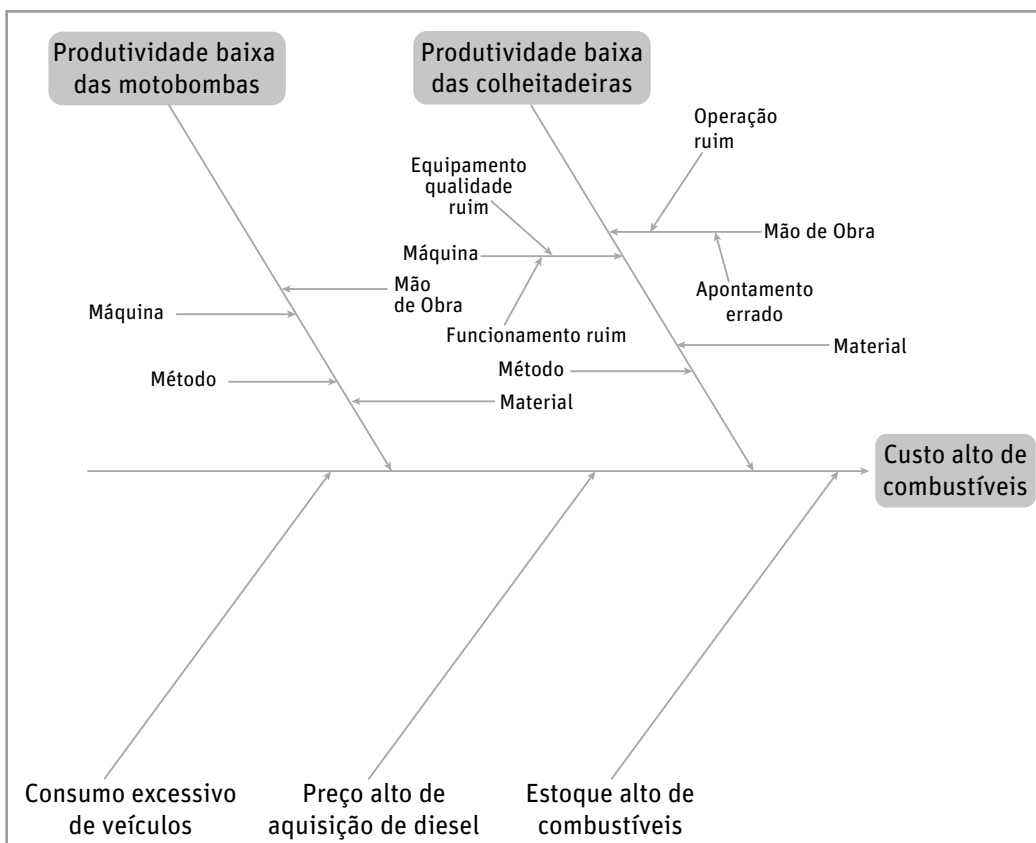 Produtividade baixa
das motobombas
Produtividade baixa
das colheitadeiras
Operação
ruim
Equipamento
qualidade
ruim
Mão de Obra
Máquina
Mão
de Obra
Apontamento
errado
Máquina
Funcionamento ruim
Material
Método
Método
Material
Custo alto de
combustíveis
Consumo excessivo
de veículos
Preço alto de
aquisição de diesel
Estoque alto de
combustíveis